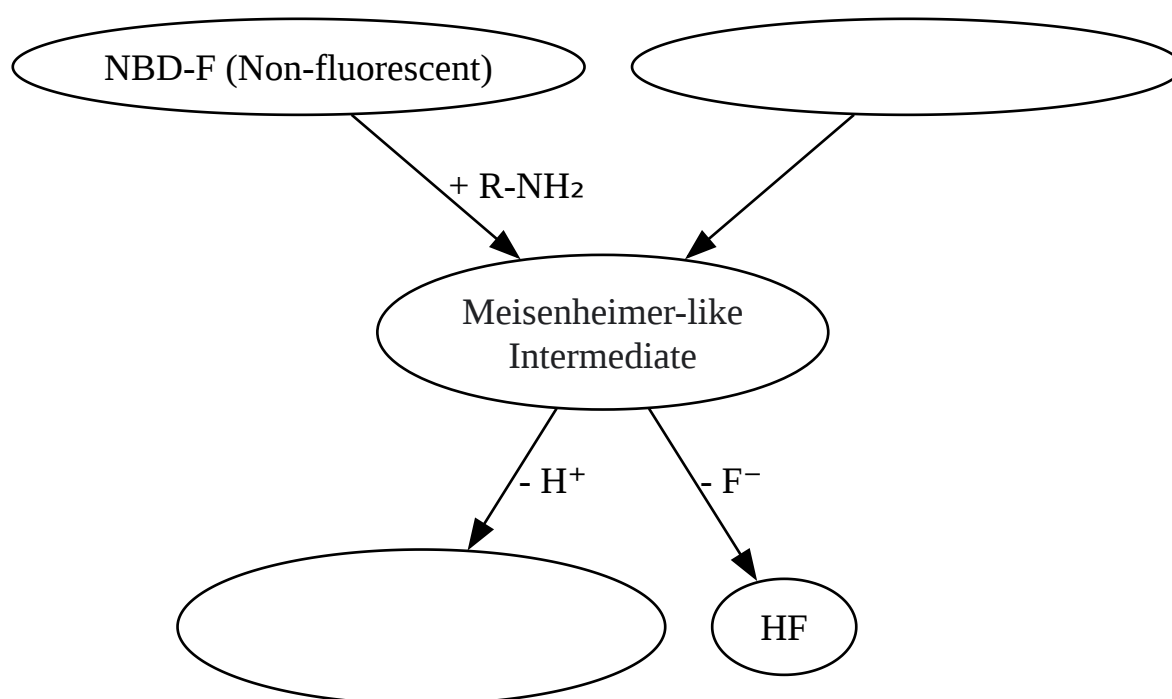 NBD-F (Non-fluorescent)
+ R-NH₂
Meisenheimer-like
Intermediate
- H⁺
- F⁻
HF